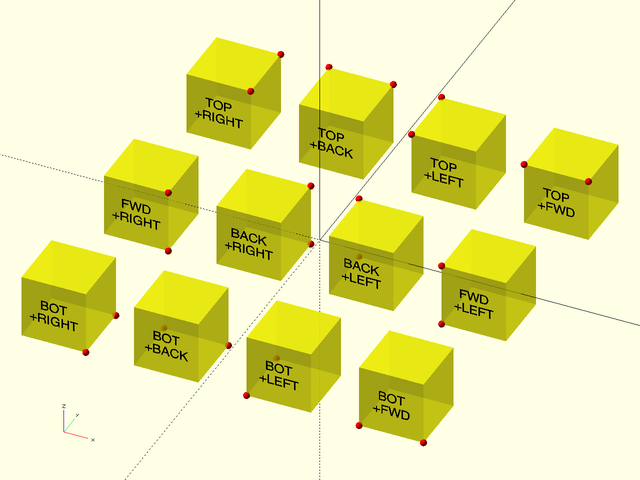 TOP
+RIGHT
TOP
+BACK
TOP
+LEFT
TOP
+FWD
FWD
+RIGHT
BACK
+RIGHT
BACK
+LEFT
FWD
+LEFT
BOT
+RIGHT
BOT
+BACK
BOT
+LEFT
BOT
+FWD
z
y
x